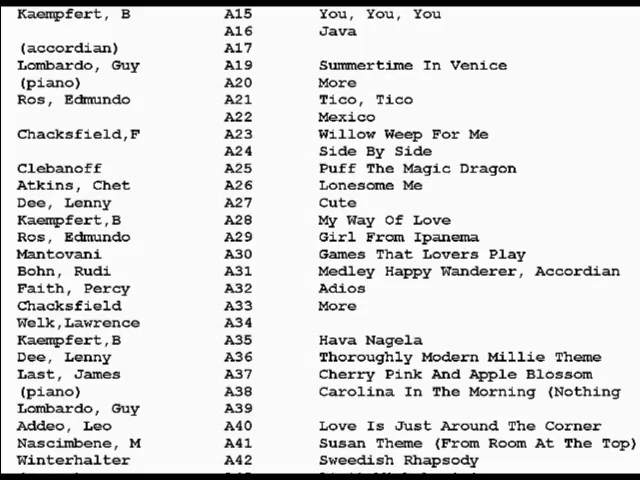 Kaempfert, B A15 You, You, You
A16 Java
(accordian) A17
Lombardo, Guy A19 Summertime In Venice
(piano) A20 More
Ros, Edmundo A21 Tico, Tico
A22 Mexico
Chacksfield,F A23 Willow Weep For Me
A24 Side By Side
Clebanoff A25 Puff The Magic Dragon
Atkins, Chet A26 Lonesome Me
Dee, Lenny A27 Cute
Kaempfert,B A28 My Way Of Love
Ros, Edmundo A29 Girl From Ipanema
Mantovani A30 Games That Lovers Play
Bohn, Rudi A31 Medley Happy Wanderer, Accordian
Faith, Percy A32 Adios
Chacksfield A33 More
Welk,Lawrence A34
Kaempfert,B A35 Hava Nagela
Dee, Lenny A36 Thoroughly Modern Millie Theme
Last, James A37 Cherry Pink And Apple Blossom
(piano) A38 Carolina In The Morning (Nothing
Lombardo, Guy A39
Addeo, Leo A40 Love Is Just Around The Corner
Nascimbene, M A41 Susan Theme (From Room At The Top)
Winterhalter A42 Sweedish Rhapsody